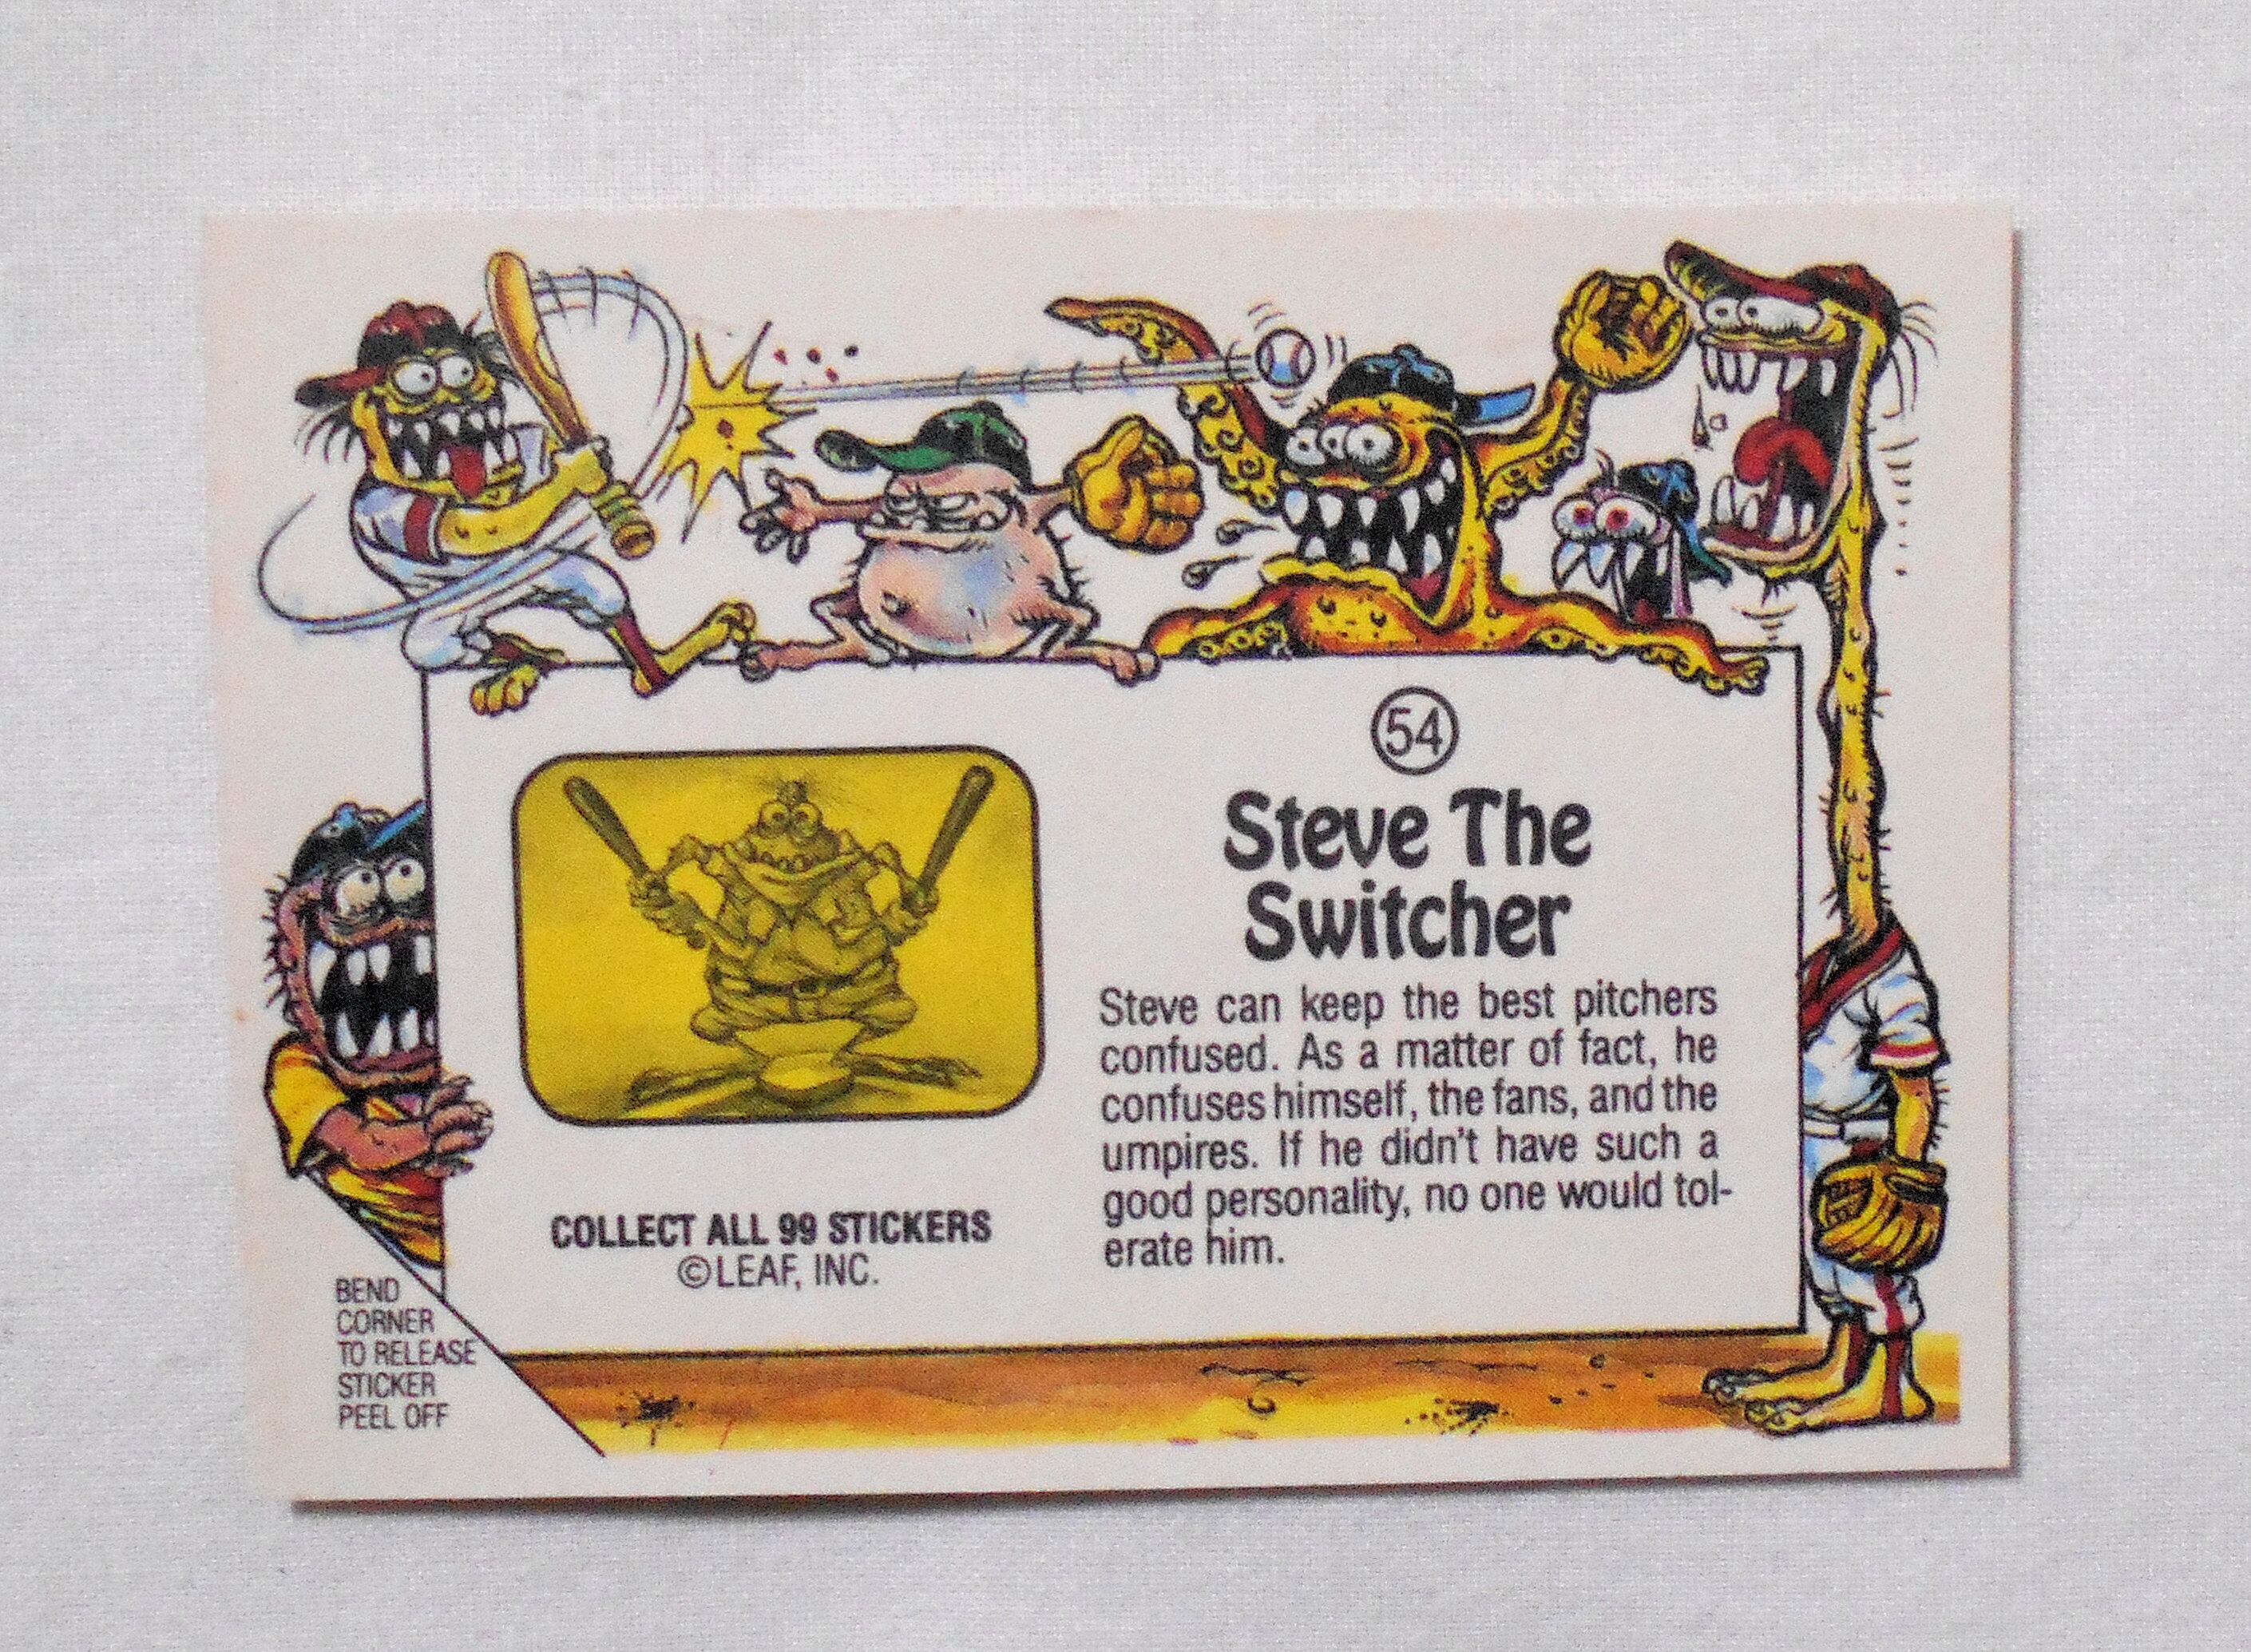 54
Steve The
Switcher
Steve can keep the best pitchers
confused. As a matter of fact, he
confuses himself, the fans, and the
umpires. If he didn't have such a
good personality, no one would tol-
erate him.
COLLECT ALL 99 STICKERS
©LEAF, INC.
BEND
CORNER
TO RELEASE
STICKER
PEEL OFF